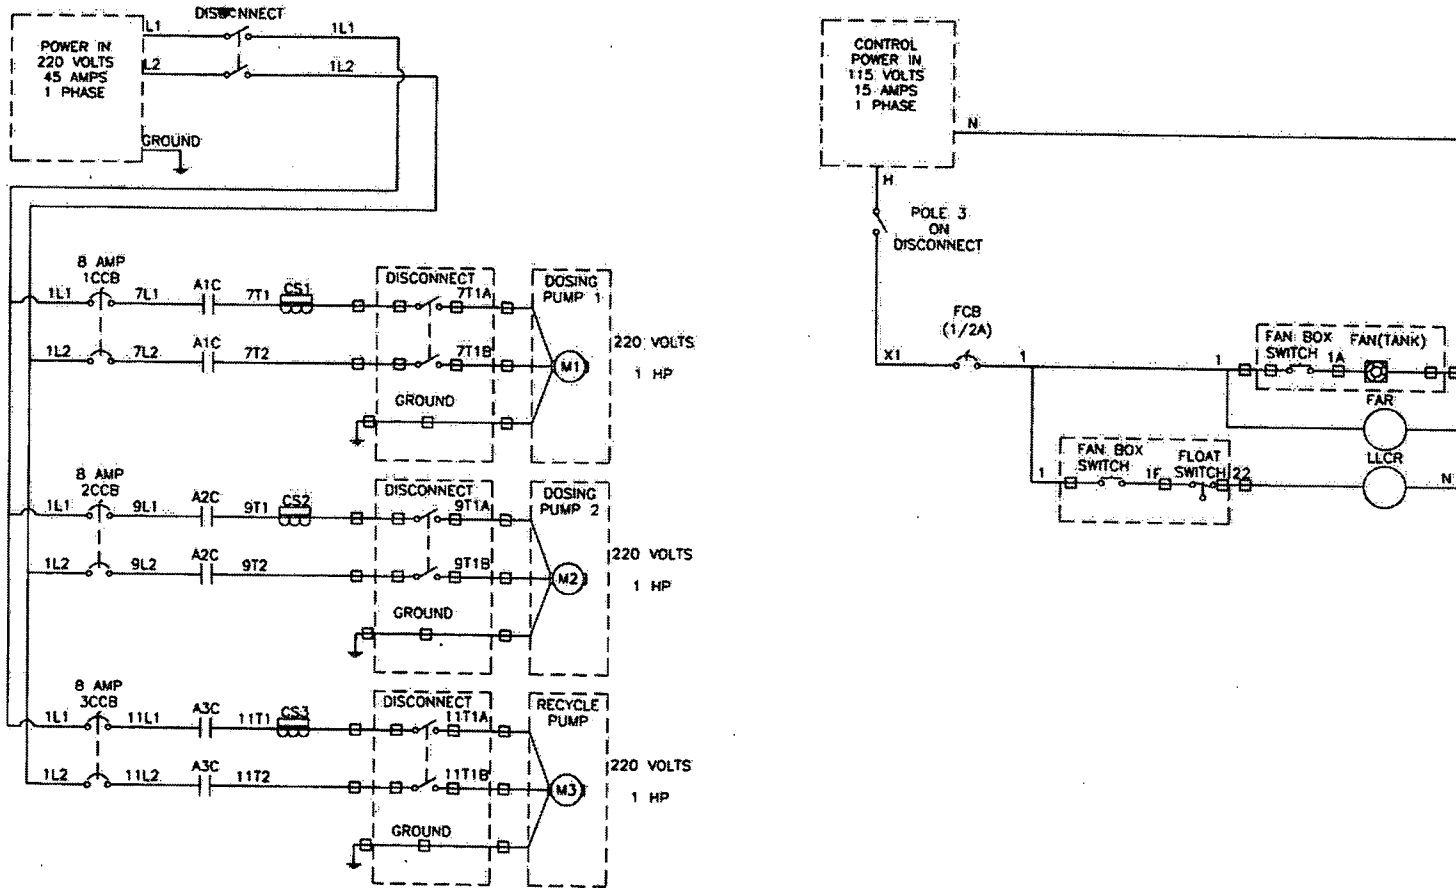 DISCONNECT
L1
1L1
POWER IN
220 VOLTS
45 AMPS
1 PHASE
L2
1L2
GROUND
8 AMP
1CCB
1L1
7L1
A1C
7T1
CS1
DISCONNECT
7T1A
DOSING
PUMP 1
1L2
7L2
A1C
7T2
7T1B
M1
220 VOLTS
1 HP
GROUND
8 AMP
2CCB
1L1
9L1
A2C
9T1
CS2
DISCONNECT
9T1A
DOSING
PUMP 2
1L2
9L2
A2C
9T2
9T1B
M2
220 VOLTS
1 HP
GROUND
8 AMP
3CCB
1L1
11L1
A3C
11T1
CS3
DISCONNECT
11T1A
RECYCLE
PUMP
1L2
11L2
A3C
11T2
11T1B
M3
220 VOLTS
1 HP
GROUND
CONTROL
POWER IN
115 VOLTS
15 AMPS
1 PHASE
N
H
POLE 3
ON
DISCONNECT
FCB
(1/2A)
X1
1
1
FAN BOX
SWITCH
1A
FAN(TANK)
FAR
1
FAN BOX
SWITCH
1F
FLOAT
SWITCH
22
LLCR
N